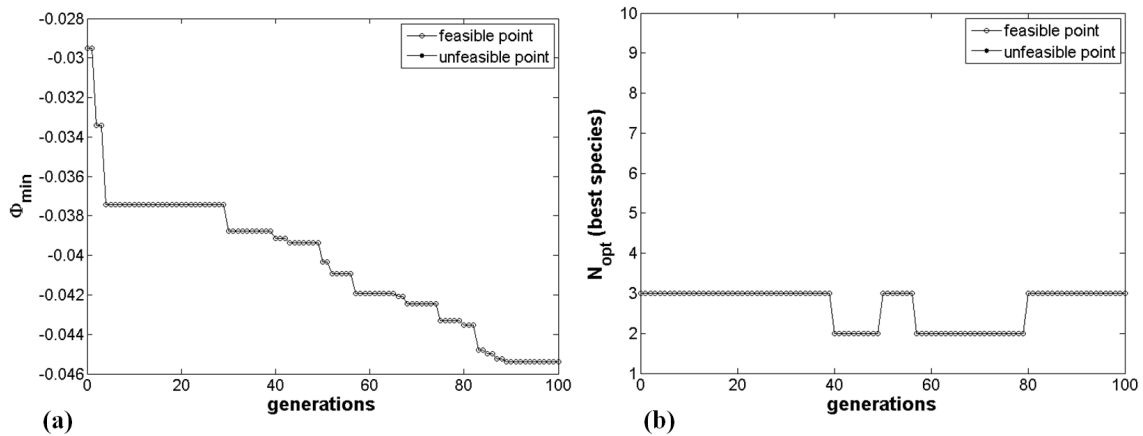 -0.028
-0.03
-0.032
-0.034
-0.036
-0.038
-0.04
-0.042
-0.044
-0.046
Φmin
0 20 40 60 80 100
generations
feasible point
unfeasible point
(a)
10
9
8
7
6
5
4
3
2
1
Nopt (best species)
0 20 40 60 80 100
generations
feasible point
unfeasible point
(b)